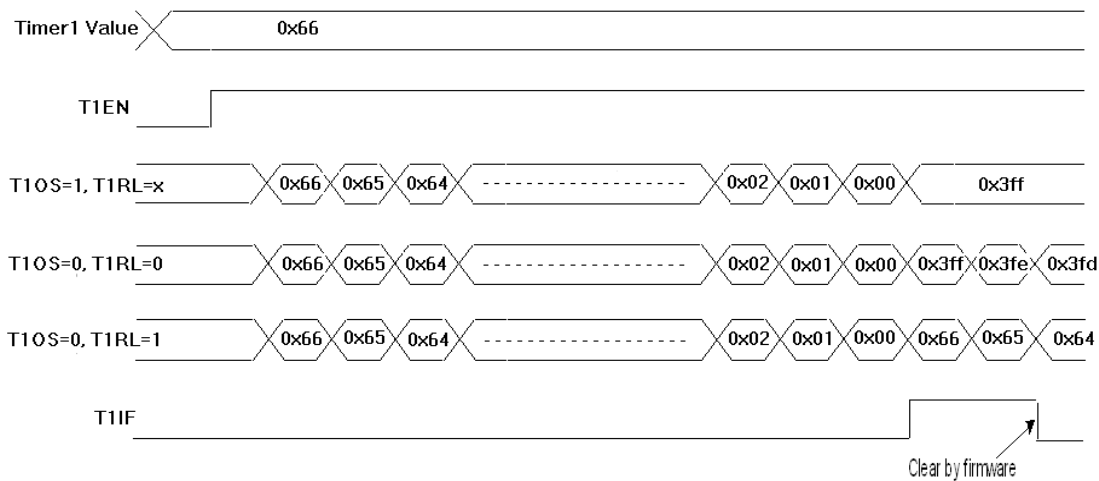 Timer1 Value 0x66
T1EN
T1OS=1, T1RL=x 0x66 0x65 0x64 0x02 0x01 0x00 0x3ff
T1OS=0, T1RL=0 0x66 0x65 0x64 0x02 0x01 0x00 0x3ff 0x3fe 0x3fd
T1OS=0, T1RL=1 0x66 0x65 0x64 0x02 0x01 0x00 0x66 0x65 0x64
T1IF
Clear by firmware